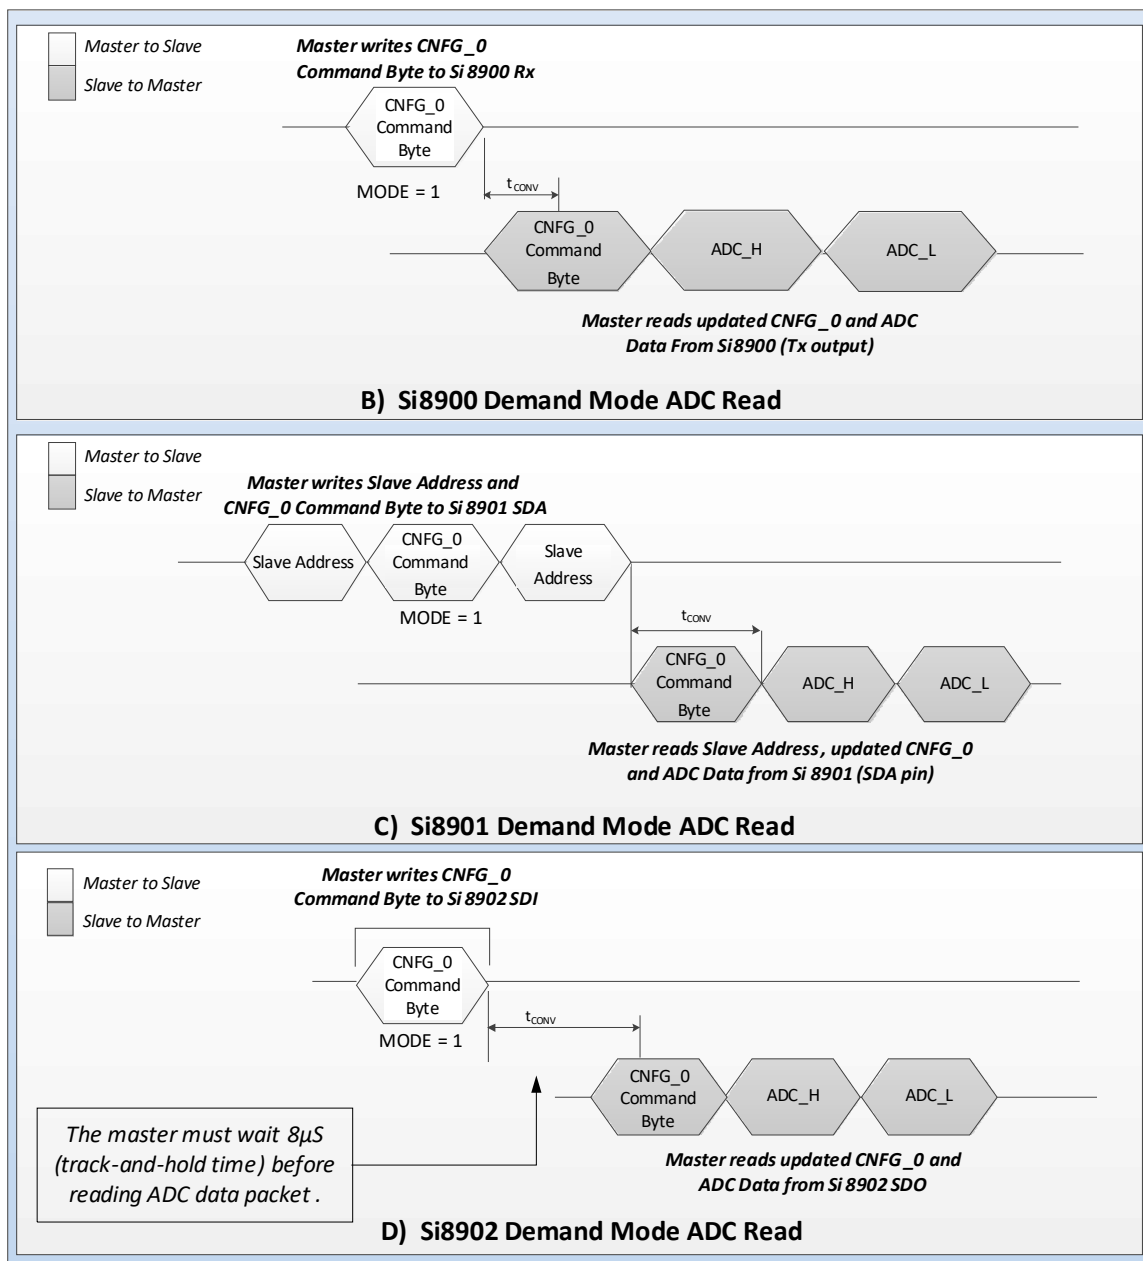 Master to Slave
Slave to Master
Master writes CNFG_0
Command Byte to Si 8900 Rx
CNFG_0
Command
Byte
MODE = 1
tCONV
CNFG_0
Command
Byte
ADC_H
ADC_L
Master reads updated CNFG_0 and ADC
Data From Si8900 (Tx output)
B) Si8900 Demand Mode ADC Read
Master to Slave
Slave to Master
Master writes Slave Address and
CNFG_0 Command Byte to Si 8901 SDA
Slave Address
CNFG_0
Command
Byte
Slave
Address
MODE = 1
tCONV
CNFG_0
Command
Byte
ADC_H
ADC_L
Master reads Slave Address , updated CNFG_0
and ADC Data from Si 8901 (SDA pin)
C) Si8901 Demand Mode ADC Read
Master to Slave
Slave to Master
Master writes CNFG_0
Command Byte to Si 8902 SDI
CNFG_0
Command
Byte
MODE = 1
tCONV
CNFG_0
Command
Byte
ADC_H
ADC_L
The master must wait 8µS
(track-and-hold time) before
reading ADC data packet .
Master reads updated CNFG_0 and
ADC Data from Si 8902 SDO
D) Si8902 Demand Mode ADC Read